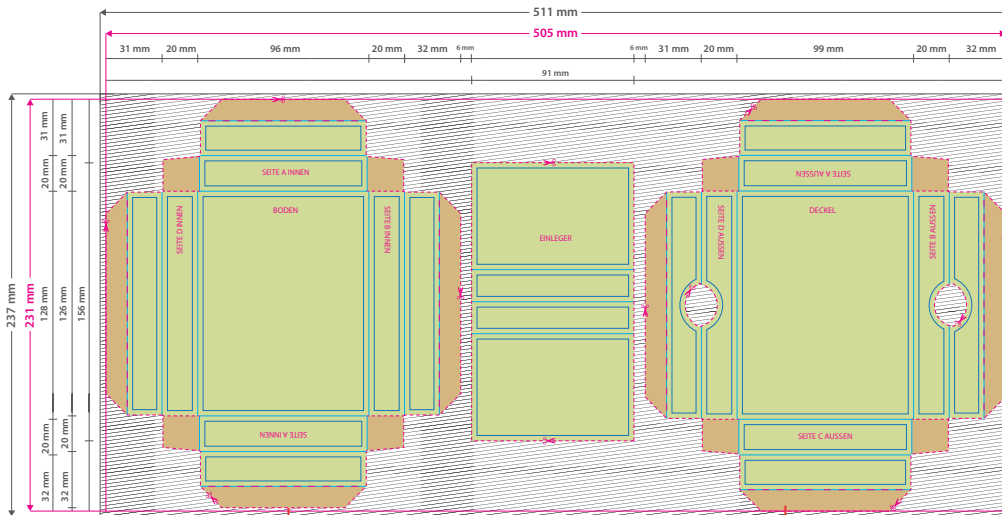 511 mm
505 mm
31 mm 20 mm 96 mm 20 mm 32 mm 6 mm 6 mm 31 mm 20 mm 99 mm 20 mm 32 mm
91 mm
237 mm
231 mm
31 mm
20 mm
128 mm
20 mm
32 mm
31 mm
20 mm
126 mm
20 mm
32 mm
156 mm
SEITE A INNEN
BODEN
SEITE D INNEN
SEITE B INNEN
SEITE A INNEN
EINLEGER
SEITE A AUSSEN
DECKEL
SEITE D AUSSEN
SEITE B AUSSEN
SEITE C AUSSEN